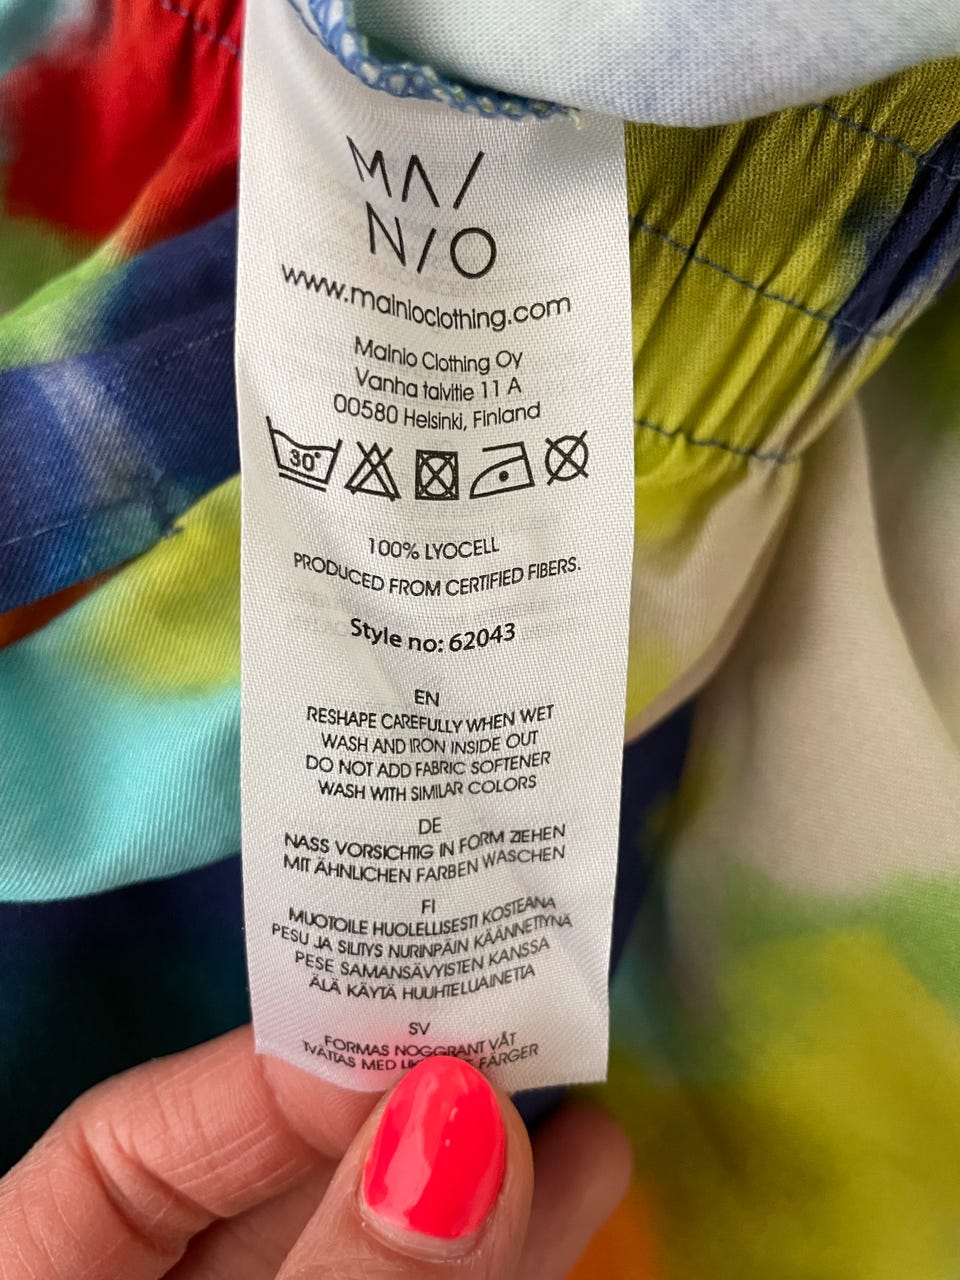 MAI
NIO
www.mainioclothing.com
Mainio Clothing Oy
Vanha talvitie 11 A
00580 Helsinki, Finland
30°
100% LYOCELL
PRODUCED FROM CERTIFIED FIBERS.
Style no: 62043
EN
RESHAPE CAREFULLY WHEN WET
WASH AND IRON INSIDE OUT
DO NOT ADD FABRIC SOFTENER
WASH WITH SIMILAR COLORS
DE
NASS VORSICHTIG IN FORM ZIEHEN
MIT ÄHNLICHEN FARBEN WASCHEN
FI
MUOTOILE HUOLELLISESTI KOSTEANA
PESU JA SILITYS NURINPÄIN KÄÄNNETTYNÄ
PESE SAMANSÄVYISTEN KANSSA
ÄLÄ KÄYTÄ HUUHTELUAINETTA
SV
FORMAS NOGGRANT VÅT
TVÄTTAS MED FÄRGER